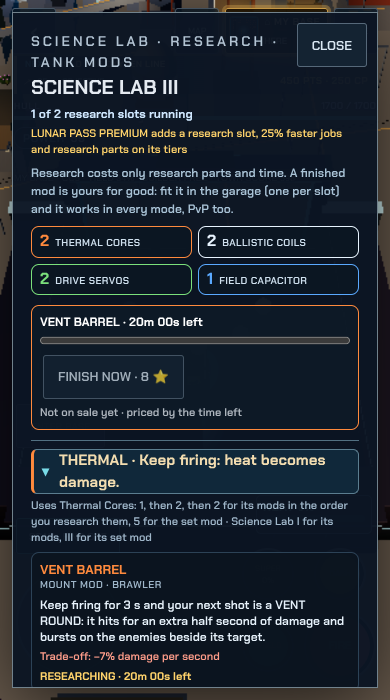 SCIENCE LAB · RESEARCH ·
TANK MODS
CLOSE
SCIENCE LAB III
1 of 2 research slots running
LUNAR PASS PREMIUM adds a research slot, 25% faster jobs
and research parts on its tiers
Research costs only research parts and time. A finished
mod is yours for good: fit it in the garage (one per slot)
and it works in every mode, PvP too.
2 THERMAL CORES
2 BALLISTIC COILS
2 DRIVE SERVOS
1 FIELD CAPACITOR
VENT BARREL · 20m 00s left
FINISH NOW · 8 ⭐
Not on sale yet · priced by the time left
▼ THERMAL · Keep firing: heat becomes
damage.
Uses Thermal Cores: 1, then 2, then 2 for its mods in the order
you research them, 5 for the set mod · Science Lab I for its
mods, III for its set mod
VENT BARREL
MOUNT MOD · BRAWLER
Keep firing for 3 s and your next shot is a VENT
ROUND: it hits for an extra half second of damage and
bursts on the enemies beside its target.
Trade-off: −7% damage per second
RESEARCHING · 20m 00s left